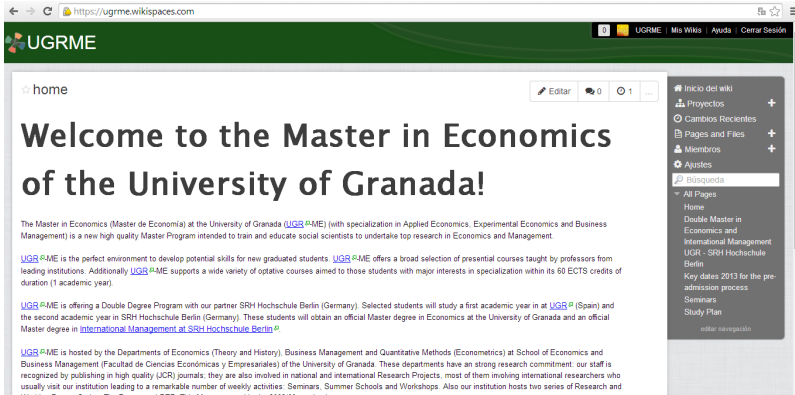 https://ugrme.wikispaces.com
UGRME
0 UGRME | Mis Wikis | Ayuda | Cerrar Sesión
home
Editar 0 1 ...
Welcome to the Master in Economics
of the University of Granada!
The Master in Economics (Master de Economía) at the University of Granada (UGR-ME) (with specialization in Applied Economics, Experimental Economics and Business
Management) is a new high quality Master Program intended to train and educate social scientists to undertake top research in Economics and Management.
UGR-ME is the perfect environment to develop potential skills for new graduated students. UGR-ME offers a broad selection of presential courses taught by professors from
leading institutions. Additionally UGR-ME supports a wide variety of optative courses aimed to those students with major interests in specialization within its 60 ECTS credits of
duration (1 academic year).
UGR-ME is offering a Double Degree Program with our partner SRH Hochschule Berlin (Germany). Selected students will study a first academic year in at UGR (Spain) and
the second academic year in SRH Hochschule Berlin (Germany). These students will obtain an official Master degree in Economics at the University of Granada and an official
Master degree in International Management at SRH Hochschule Berlin.
UGR-ME is hosted by the Departments of Economics (Theory and History), Business Management and Quantitative Methods (Econometrics) at School of Economics and
Business Management (Facultad de Ciencias Económicas y Empresariales) of the University of Granada. These departments have an strong research commitment: our staff is
recognized by publishing in high quality (JCR) journals; they are also involved in national and international Research Projects, most of them involving international researchers who
usually visit our institution leading to a remarkable number of weekly activities: Seminars, Summer Schools and Workshops. Also our institution hosts two series of Research and
Inicio del wiki
Proyectos +
Cambios Recientes
Pages and Files +
Miembros +
Ajustes
Búsqueda
All Pages
Home
Double Master in
Economics and
International Management
UGR - SRH Hochschule
Berlin
Key dates 2013 for the pre-
admission process
Seminars
Study Plan
editar navegación